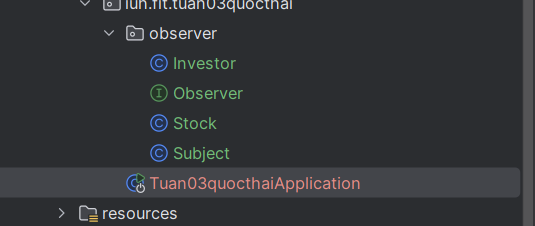 iuh.fit.tuan03quocthai
observer
Investor
Observer
Stock
Subject
Tuan03quocthaiApplication
resources